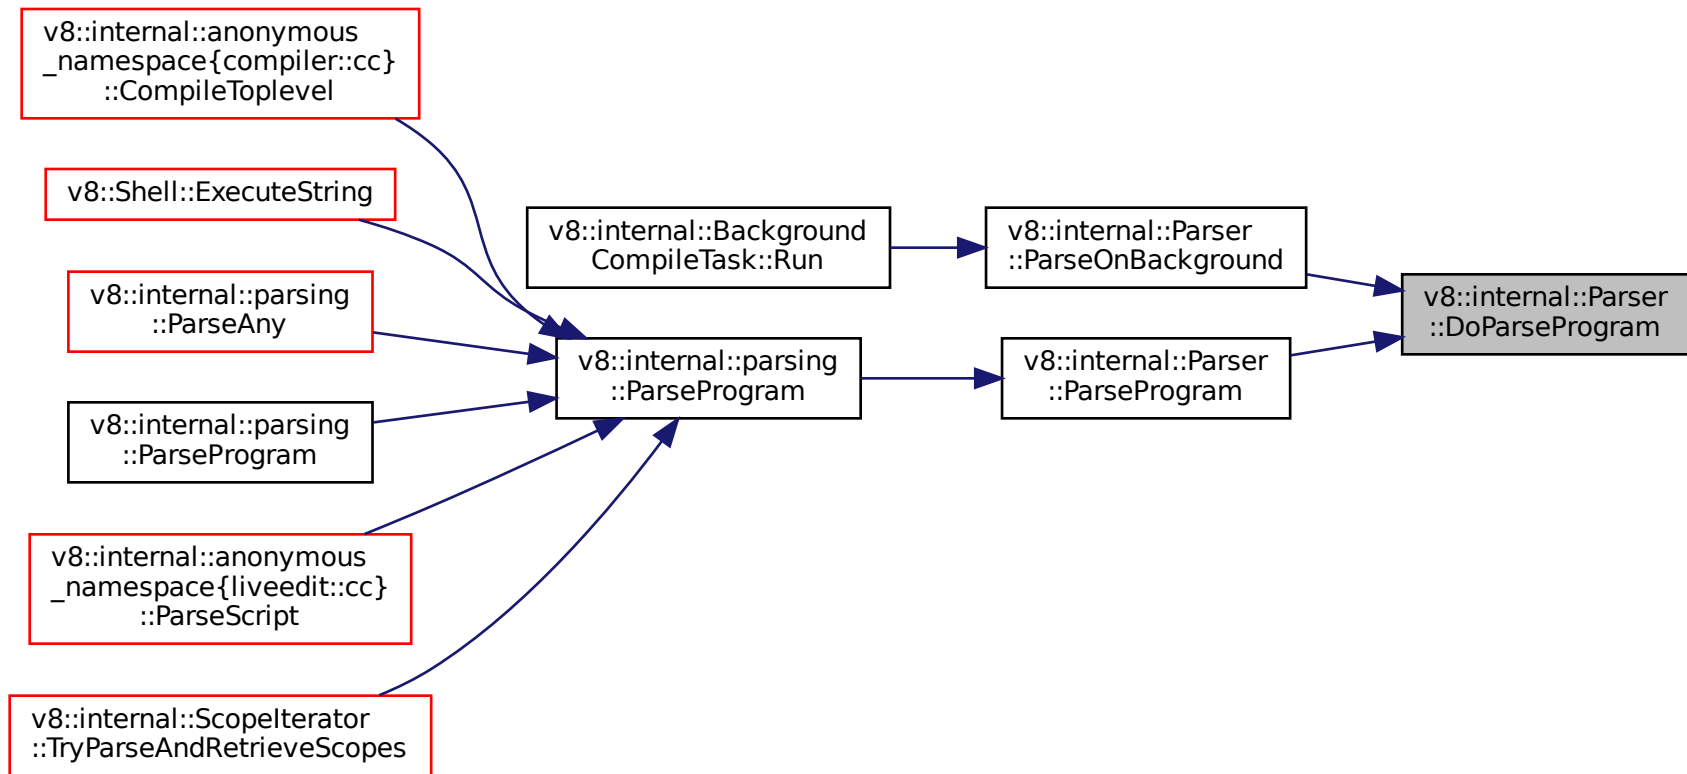 v8::internal::anonymous
_namespace{compiler::cc}
::CompileToplevel
v8::Shell::ExecuteString
v8::internal::parsing
::ParseAny
v8::internal::parsing
::ParseProgram
v8::internal::anonymous
_namespace{liveedit::cc}
::ParseScript
v8::internal::ScopeIterator
::TryParseAndRetrieveScopes
v8::internal::Background
CompileTask::Run
v8::internal::parsing
::ParseProgram
v8::internal::Parser
::ParseOnBackground
v8::internal::Parser
::ParseProgram
v8::internal::Parser
::DoParseProgram